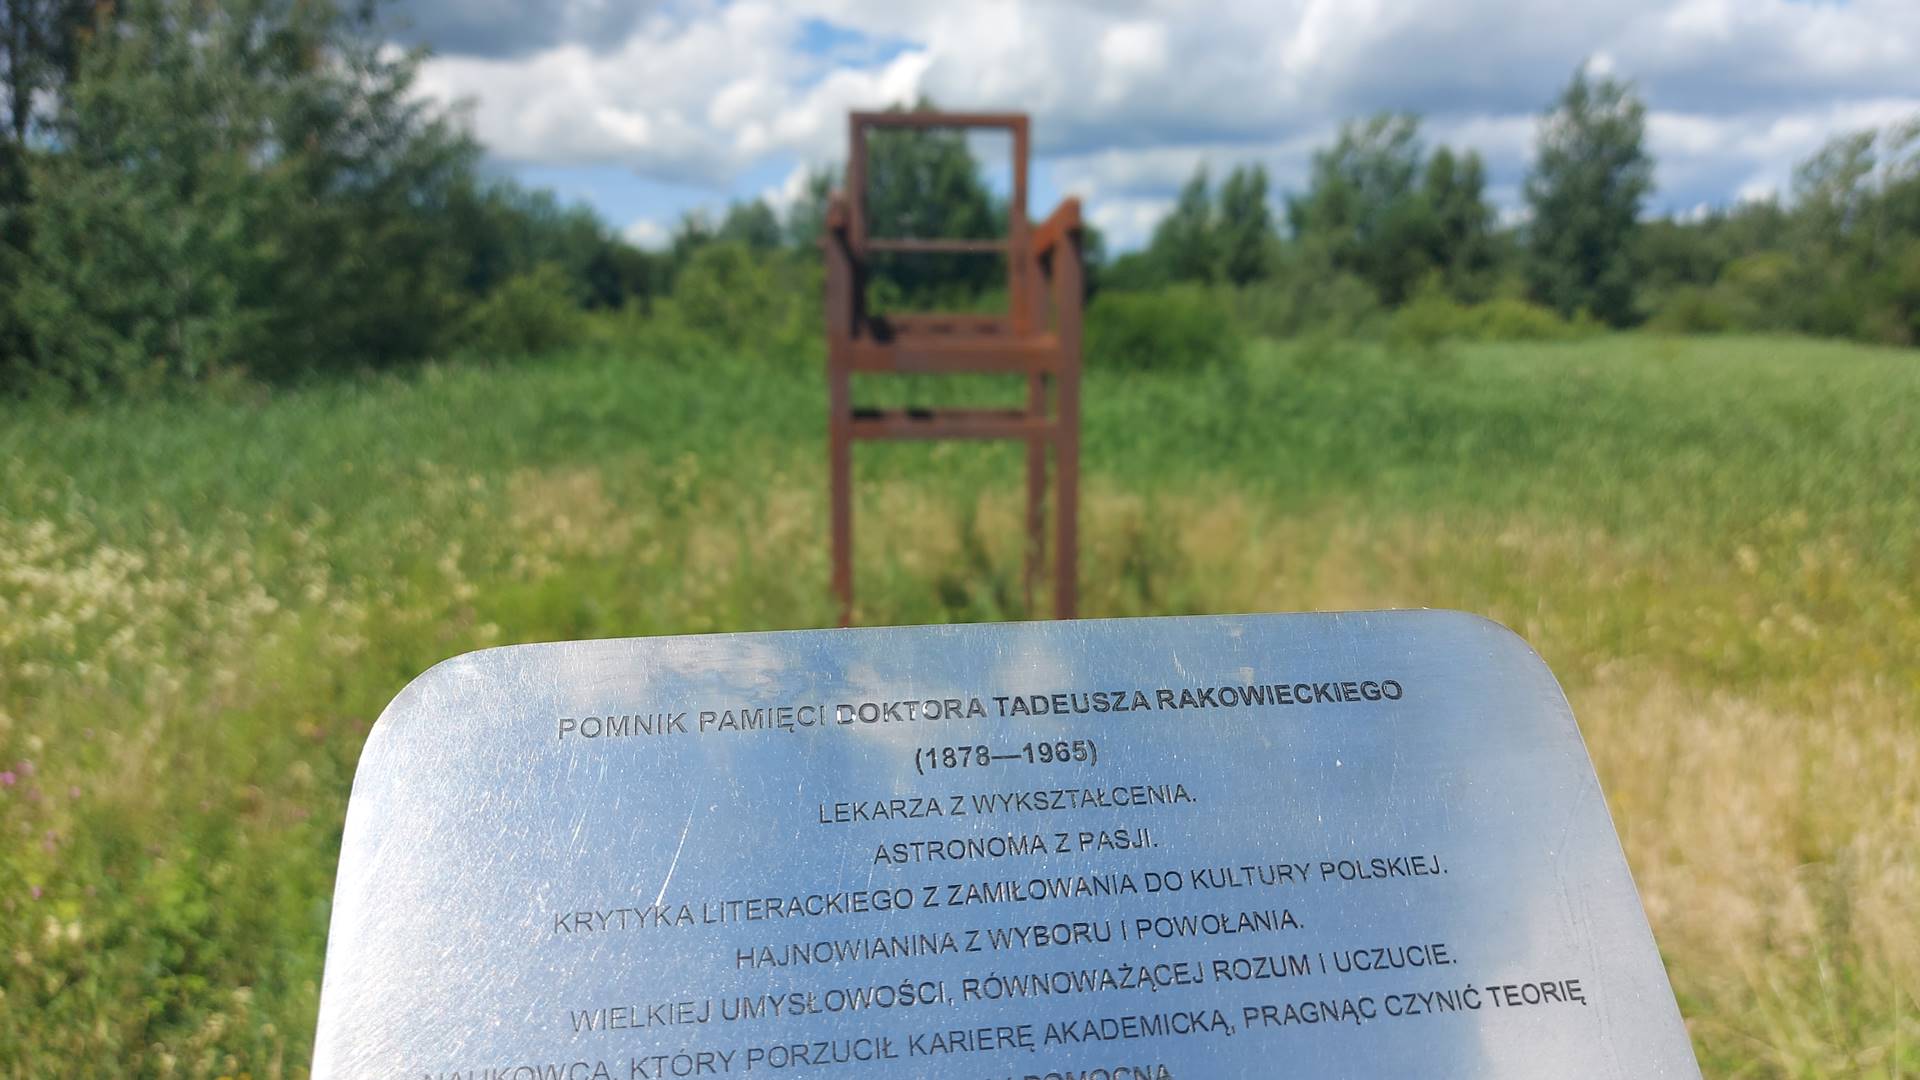 POMNIK PAMIĘCI DOKTORA TADEUSZA RAKOWIECKIEGO
(1878—1965)
LEKARZA Z WYKSZTAŁCENIA.
ASTRONOMA Z PASJI.
KRYTYKA LITERACKIEGO Z ZAMIŁOWANIA DO KULTURY POLSKIEJ.
HAJNOWIANINA Z WYBORU I POWOŁANIA.
WIELKIEJ UMYSŁOWOŚCI, RÓWNOWAŻĄCEJ ROZUM I UCZUCIE.
NAUKOWCA, KTÓRY PORZUCIŁ KARIERĘ AKADEMICKĄ, PRAGNĄC CZYNIĆ TEORIĘ
POMOCNĄ